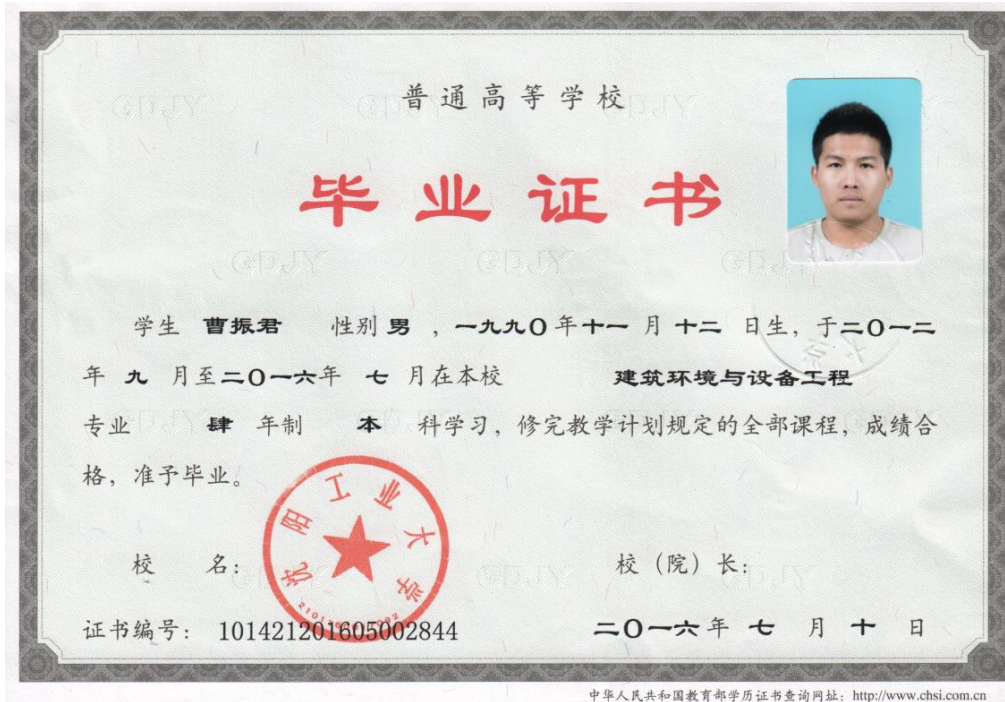 普通高等学校
毕业证书
学生 曹振君 性别 男 ，一九九〇年十一月十二日生，于二〇一二
年 九 月至二〇一六年 七 月在本校 建筑环境与设备工程
专业 肆 年制 本 科学习，修完教学计划规定的全部课程，成绩合
格，准予毕业。
沈阳工业大学
校 名： 校（院）长：
证书编号： 101421201605002844 二〇一六年 七 月 十 日
中华人民共和国教育部学历证书查询网址：http://www.chsi.com.cn